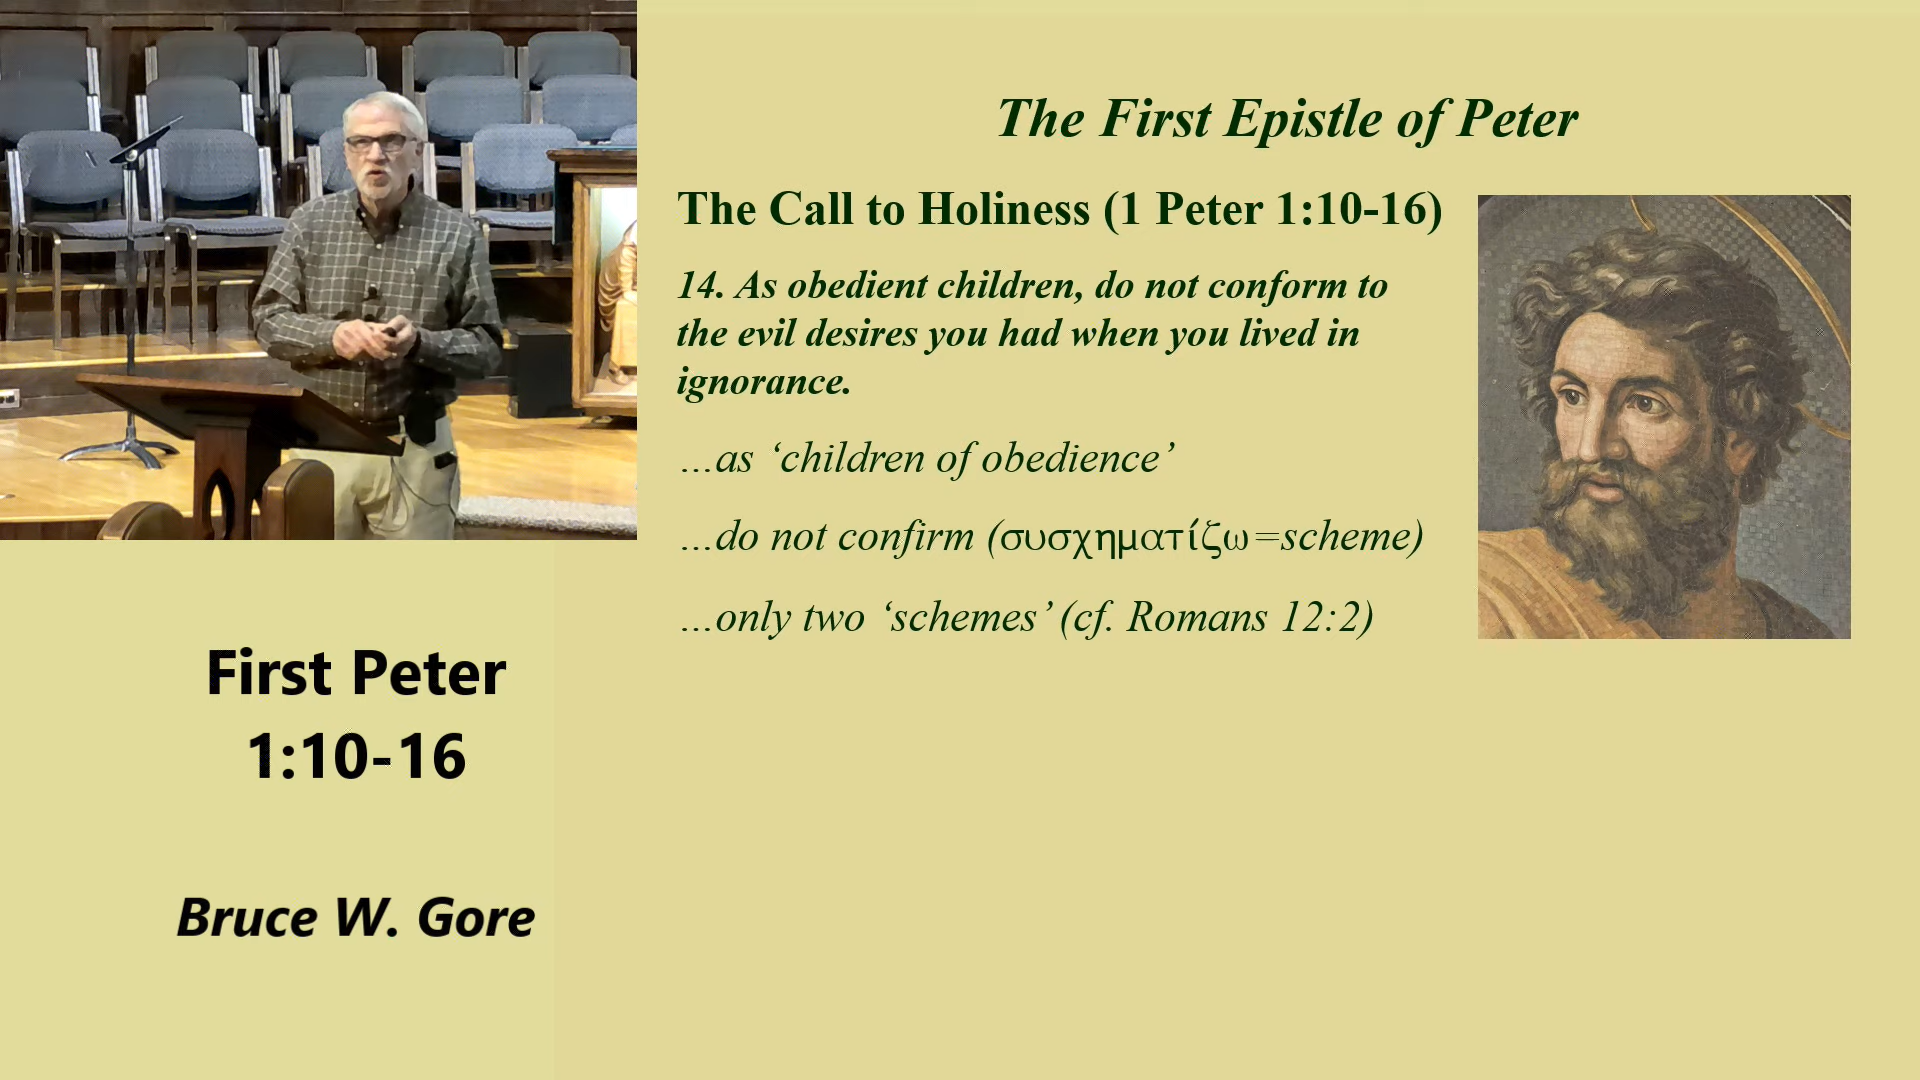 The First Epistle of Peter
The Call to Holiness (1 Peter 1:10-16)
14. As obedient children, do not conform to
the evil desires you had when you lived in
ignorance.
…as ‘children of obedience’
…do not confirm (συσχηματίζω=scheme)
…only two ‘schemes’ (cf. Romans 12:2)
First Peter
1:10-16
Bruce W. Gore